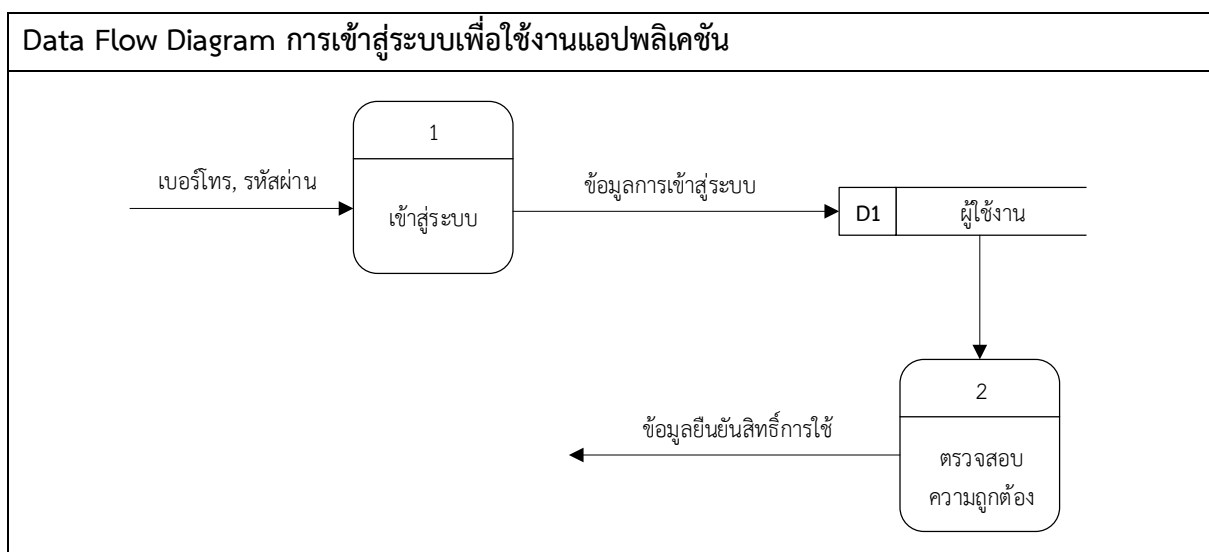 Data Flow Diagram การเข้าสู่ระบบเพื่อใช้งานแอปพลิเคชัน
1
เบอร์โทร, รหัสผ่าน
เข้าสู่ระบบ
ข้อมูลการเข้าสู่ระบบ
D1
ผู้ใช้งาน
2
ข้อมูลยืนยันสิทธิ์การใช้
ตรวจสอบ
ความถูกต้อง